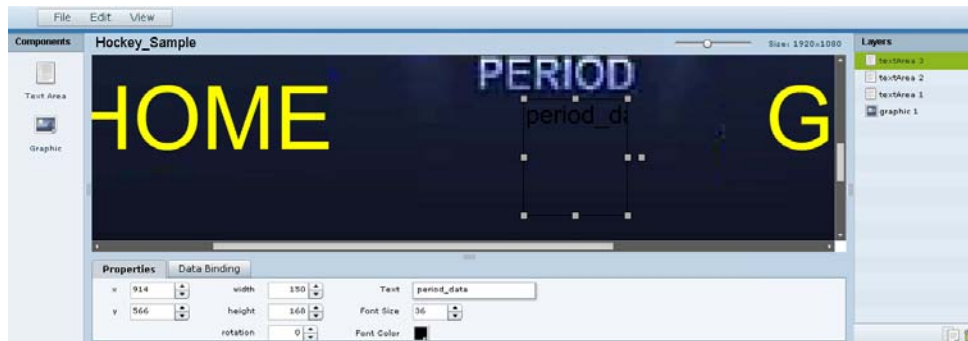 File Edit View
Components
Hockey_Sample
Size: 1920x1080
Layers
Text Area
Graphic
HOME
PERIOD
period_da
G
textArea 3
textArea 2
textArea 1
graphic 1
Properties Data Binding
x 914 width 150 Text period_data
y 566 height 168 Font Size 36
rotation 0 Font Color